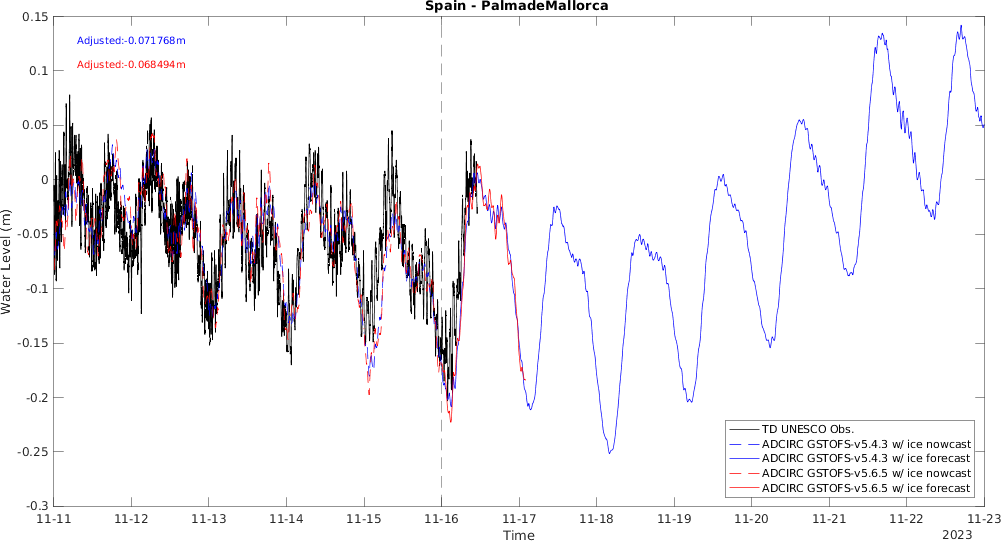 Spain - PalmadeMallorca
Adjusted:-0.071768m
Adjusted:-0.068494m
0.15
0.1
0.05
0
-0.05
-0.1
-0.15
-0.2
-0.25
-0.3
Water Level (m)
TD UNESCO Obs.
ADCIRC GSTOFS-v5.4.3 w/ ice nowcast
ADCIRC GSTOFS-v5.4.3 w/ ice forecast
ADCIRC GSTOFS-v5.6.5 w/ ice nowcast
ADCIRC GSTOFS-v5.6.5 w/ ice forecast
11-11 11-12 11-13 11-14 11-15 11-16 11-17 11-18 11-19 11-20 11-21 11-22 11-23
Time
2023